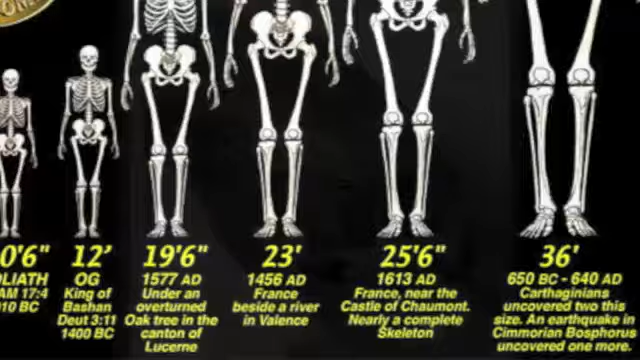 0'6"
LIATH
AM 17:4
10 BC
12'
OG
King of
Bashan
Deut 3:11
1400 BC
19'6"
1577 AD
Under an
overturned
Oak tree in the
canton of
Lucerne
23'
1456 AD
France
beside a river
in Valence
25'6"
1613 AD
France, near the
Castle of Chaumont.
Nearly a complete
Skeleton
36'
650 BC - 640 AD
Carthaginians
uncovered two this
size. An earthquake in
Cimmorian Bosphorus
uncovered one more.